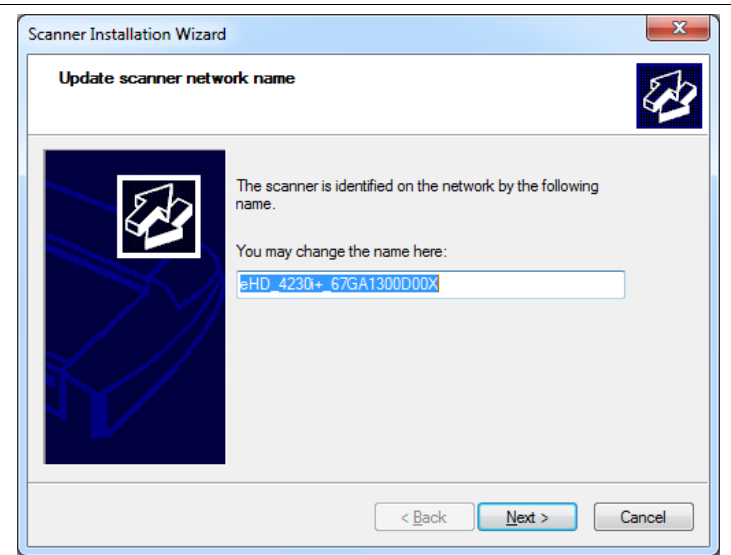 Scanner Installation Wizard
Update scanner network name
The scanner is identified on the network by the following
name.
You may change the name here:
eHD_4230i+_67GA1300D00X
< Back
Next >
Cancel